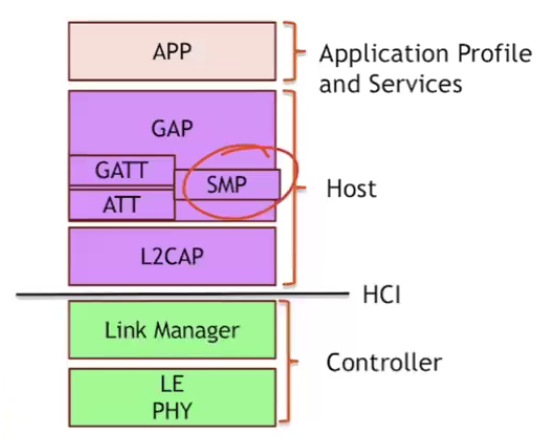 APP
Application Profile
and Services
GAP
GATT
SMP
ATT
Host
L2CAP
HCI
Link Manager
Controller
LE
PHY